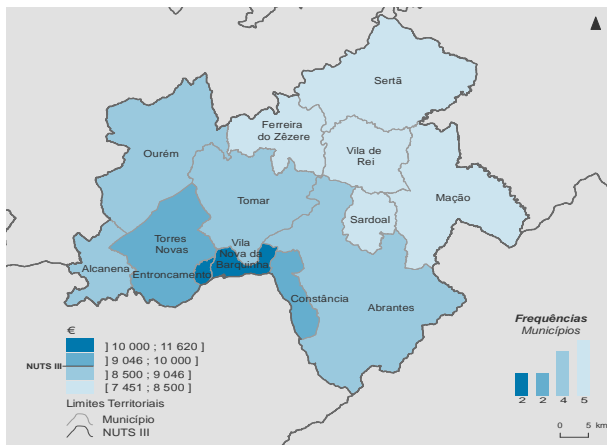 Sertã
Ferreira
do Zêzere
Ourém
Vila de
Rei
Tomar
Mação
Sardoal
Torres
Novas
Vila
Nova da
Barquinha
Alcanena
Entroncamento
Constância
Abrantes
€
] 10 000 ; 11 620 ]
] 9 046 ; 10 000 ]
NUTS III
] 8 500 ; 9 046 ]
[ 7 451 ; 8 500 ]
Limites Territoriais
Município
NUTS III
Frequências
Municípios
2 2 4 5
0 5 km